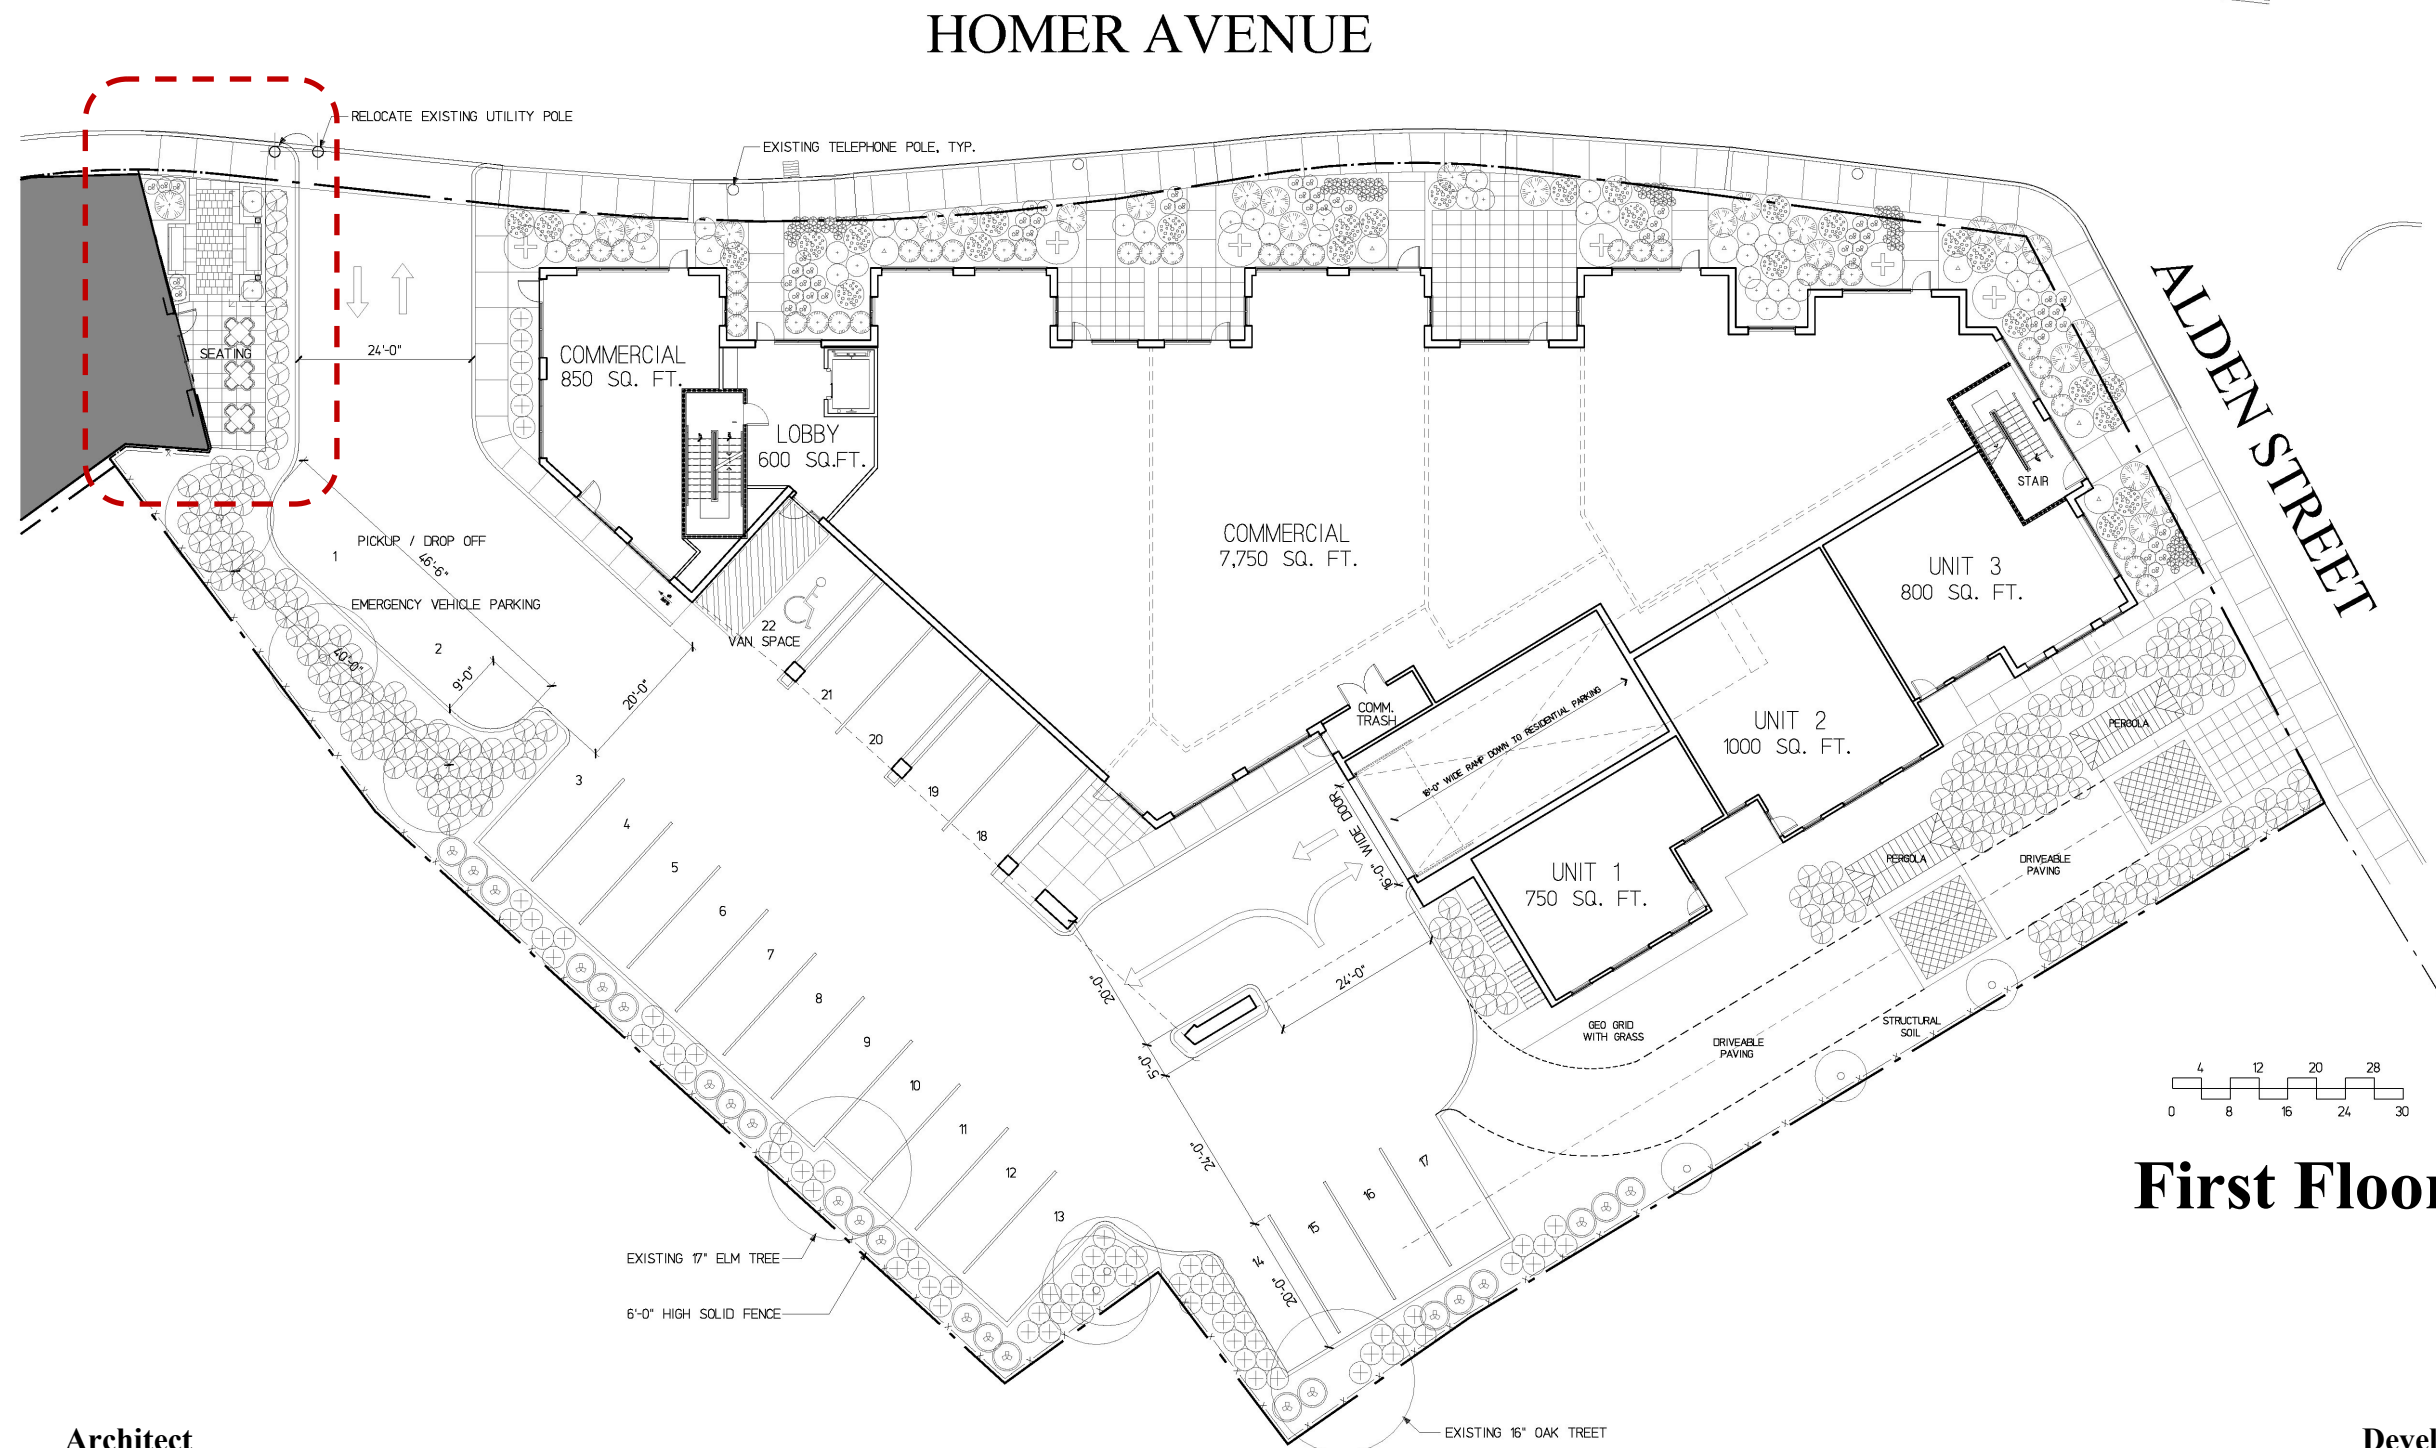 HOMER AVENUE
RELOCATE EXISTING UTILITY POLE
EXISTING TELEPHONE POLE, TYP.
ALDEN STREET
SEATING
24'-0"
COMMERCIAL
850 SQ. FT.
LOBBY
600 SQ.FT.
COMMERCIAL
7,750 SQ. FT.
STAIR
UNIT 3
800 SQ. FT.
UNIT 2
1000 SQ. FT.
UNIT 1
750 SQ. FT.
1
PICKUP / DROP OFF
46'-6"
EMERGENCY VEHICLE PARKING
2
40'-0"
9'-0"
20'-0"
22
VAN SPACE
21
20
19
18
COMM.
TRASH
18'-0" WIDE RAMP DOWN TO RESIDENTIAL PARKING
16'-0" WIDE DOOR
PERGOLA
PERGOLA
DRIVEABLE
PAVING
3
4
5
6
7
8
9
10
11
12
13
20'-0"
24'-0"
5'-0"
24'-0"
GEO GRID
WITH GRASS
DRIVEABLE
PAVING
STRUCTURAL
SOIL
14
15
16
17
20'-0"
4 12 20 28
0 8 16 24 30
First Floor
EXISTING 17" ELM TREE
6'-0" HIGH SOLID FENCE
EXISTING 16" OAK TREET
Architect
Devel